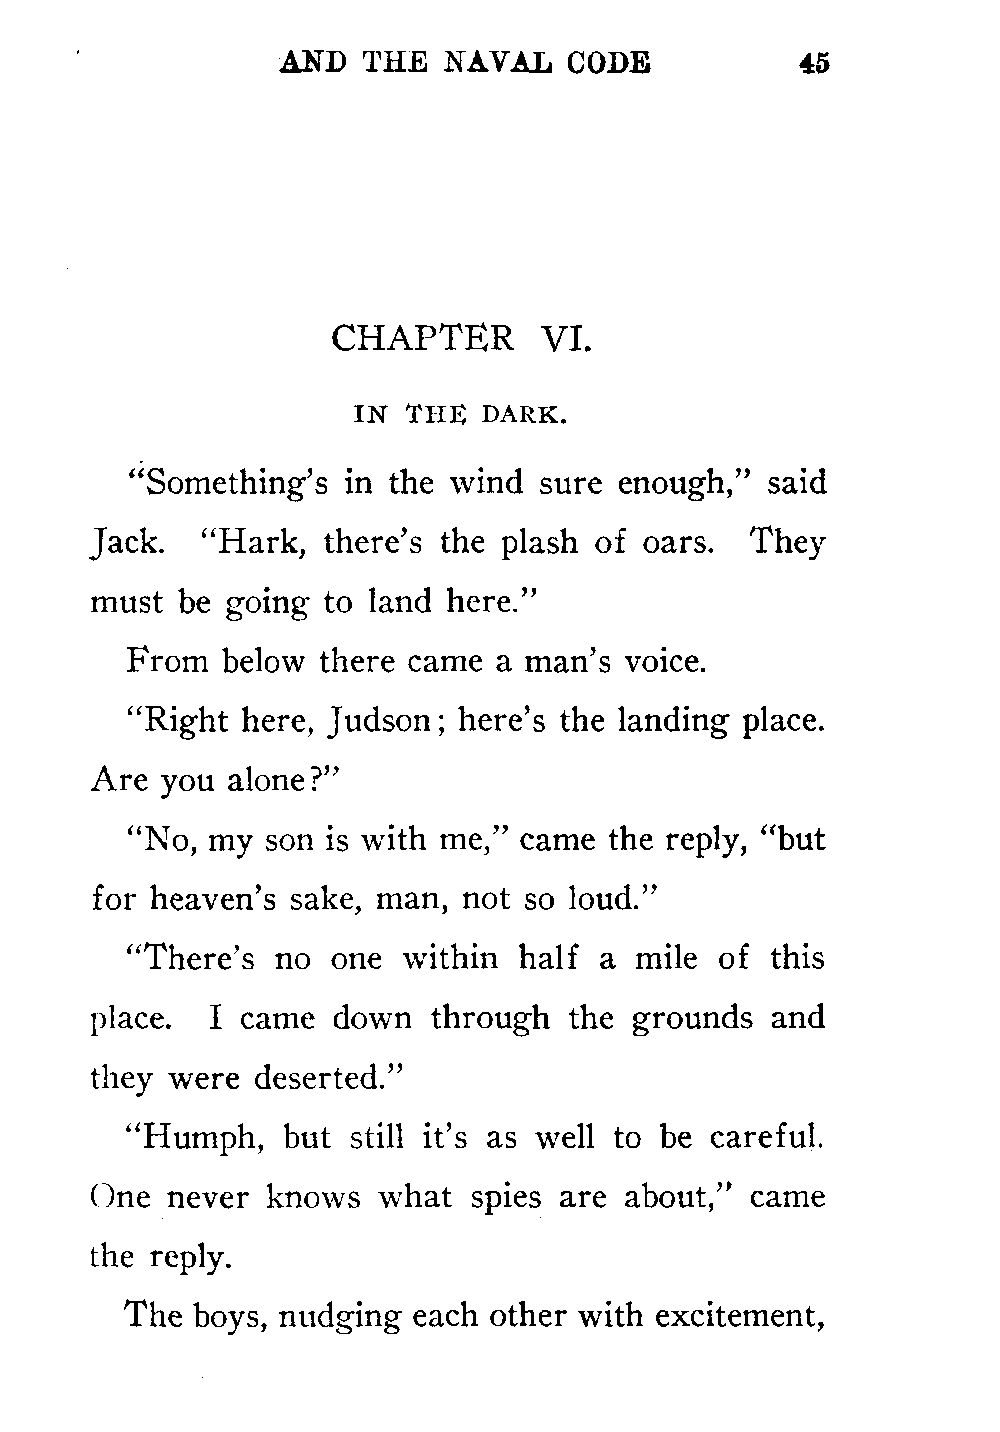 AND THE NAVAL CODE 45
CHAPTER VI.
IN THE DARK.
“Something’s in the wind sure enough,” said
Jack. “Hark, there’s the plash of oars. They
must be going to land here.”
From below there came a man’s voice.
“Right here, Judson; here’s the landing place.
Are you alone?”
“No, my son is with me,” came the reply, “but
for heaven’s sake, man, not so loud.”
“There’s no one within half a mile of this
place. I came down through the grounds and
they were deserted.”
“Humph, but still it’s as well to be careful.
One never knows what spies are about,” came
the reply.
The boys, nudging each other with excitement,